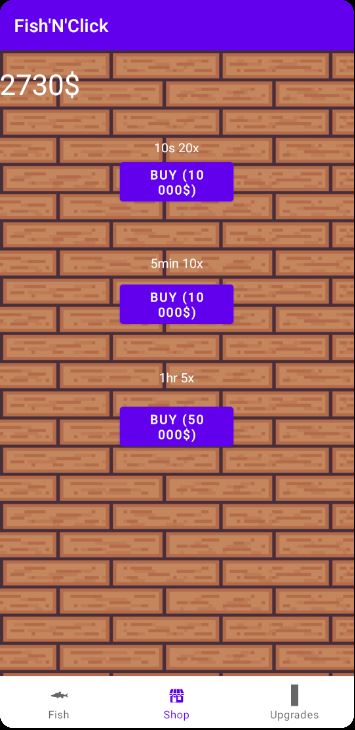 Fish'N'Click
2730$
10s 20x
BUY (10
000$)
5min 10x
BUY (10
000$)
1hr 5x
BUY (50
000$)
Fish
Shop
Upgrades